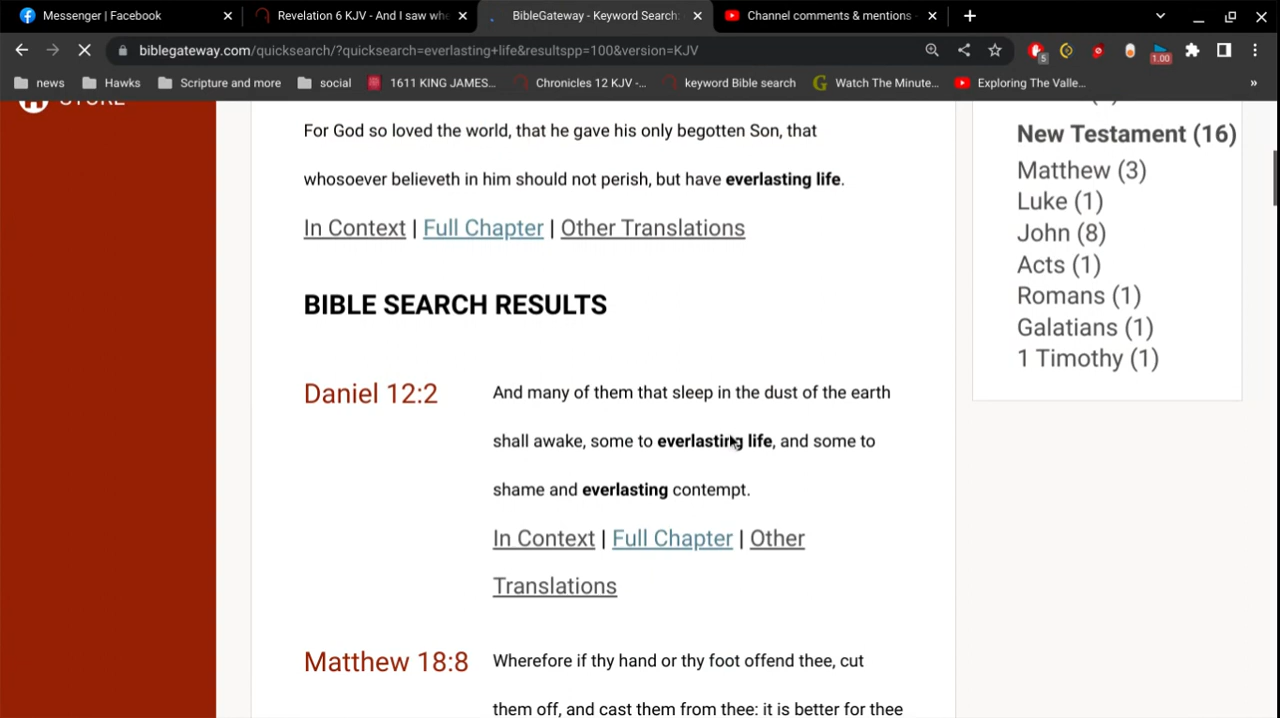 Messenger | Facebook
Revelation 6 KJV - And I saw whe
BibleGateway - Keyword Search:
Channel comments & mentions -
biblegateway.com/quicksearch/?quicksearch=everlasting+life&resultspp=100&version=KJV
5
1.00
news
Hawks
Scripture and more
social
1611 KING JAMES...
Chronicles 12 KJV -...
keyword Bible search
Watch The Minute...
Exploring The Valle...
»
STORE
For God so loved the world, that he gave his only begotten Son, that
whosoever believeth in him should not perish, but have everlasting life.
In Context | Full Chapter | Other Translations
BIBLE SEARCH RESULTS
Daniel 12:2
And many of them that sleep in the dust of the earth
shall awake, some to everlasting life, and some to
shame and everlasting contempt.
In Context | Full Chapter | Other
Translations
Matthew 18:8
Wherefore if thy hand or thy foot offend thee, cut
them off, and cast them from thee: it is better for thee
New Testament (16)
Matthew (3)
Luke (1)
John (8)
Acts (1)
Romans (1)
Galatians (1)
1 Timothy (1)